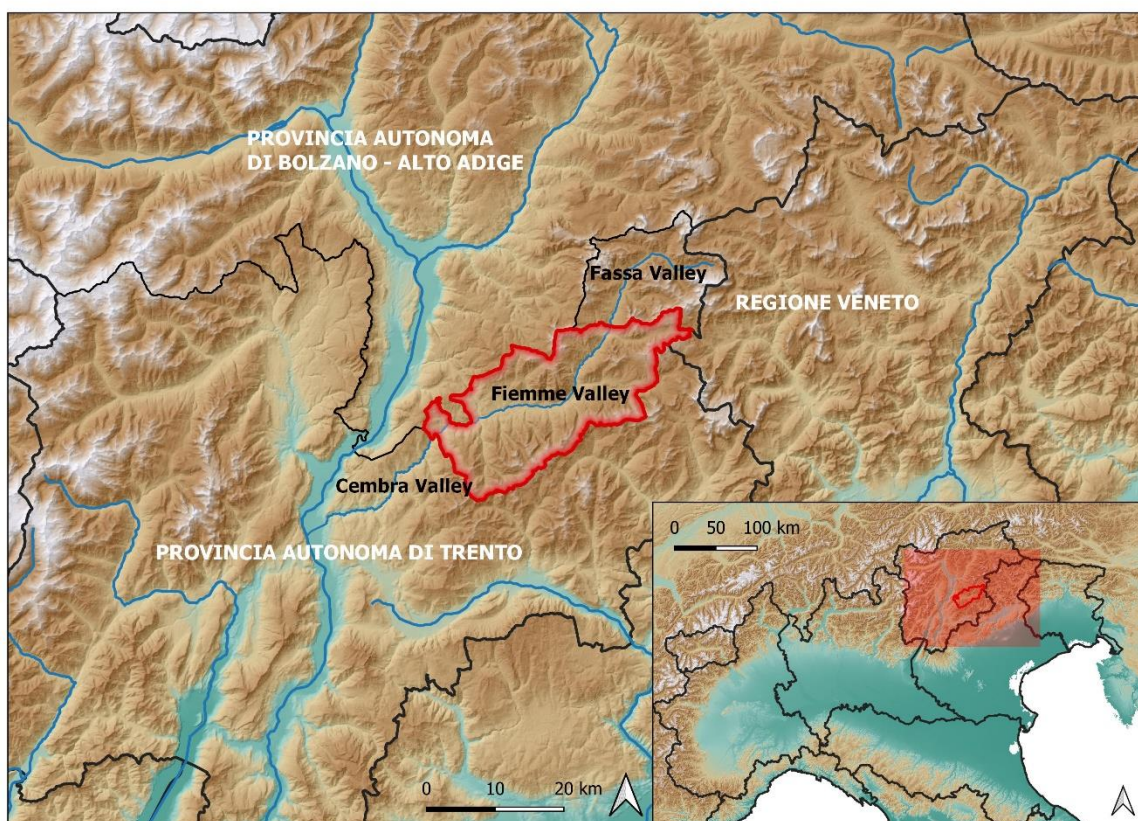 PROVINCIA AUTONOMA
DI BOLZANO - ALTO ADIGE
Fassa Valley
REGIONE VENETO
Fiemme Valley
Cembra Valley
PROVINCIA AUTONOMA DI TRENTO
0 50 100 km
0 10 20 km